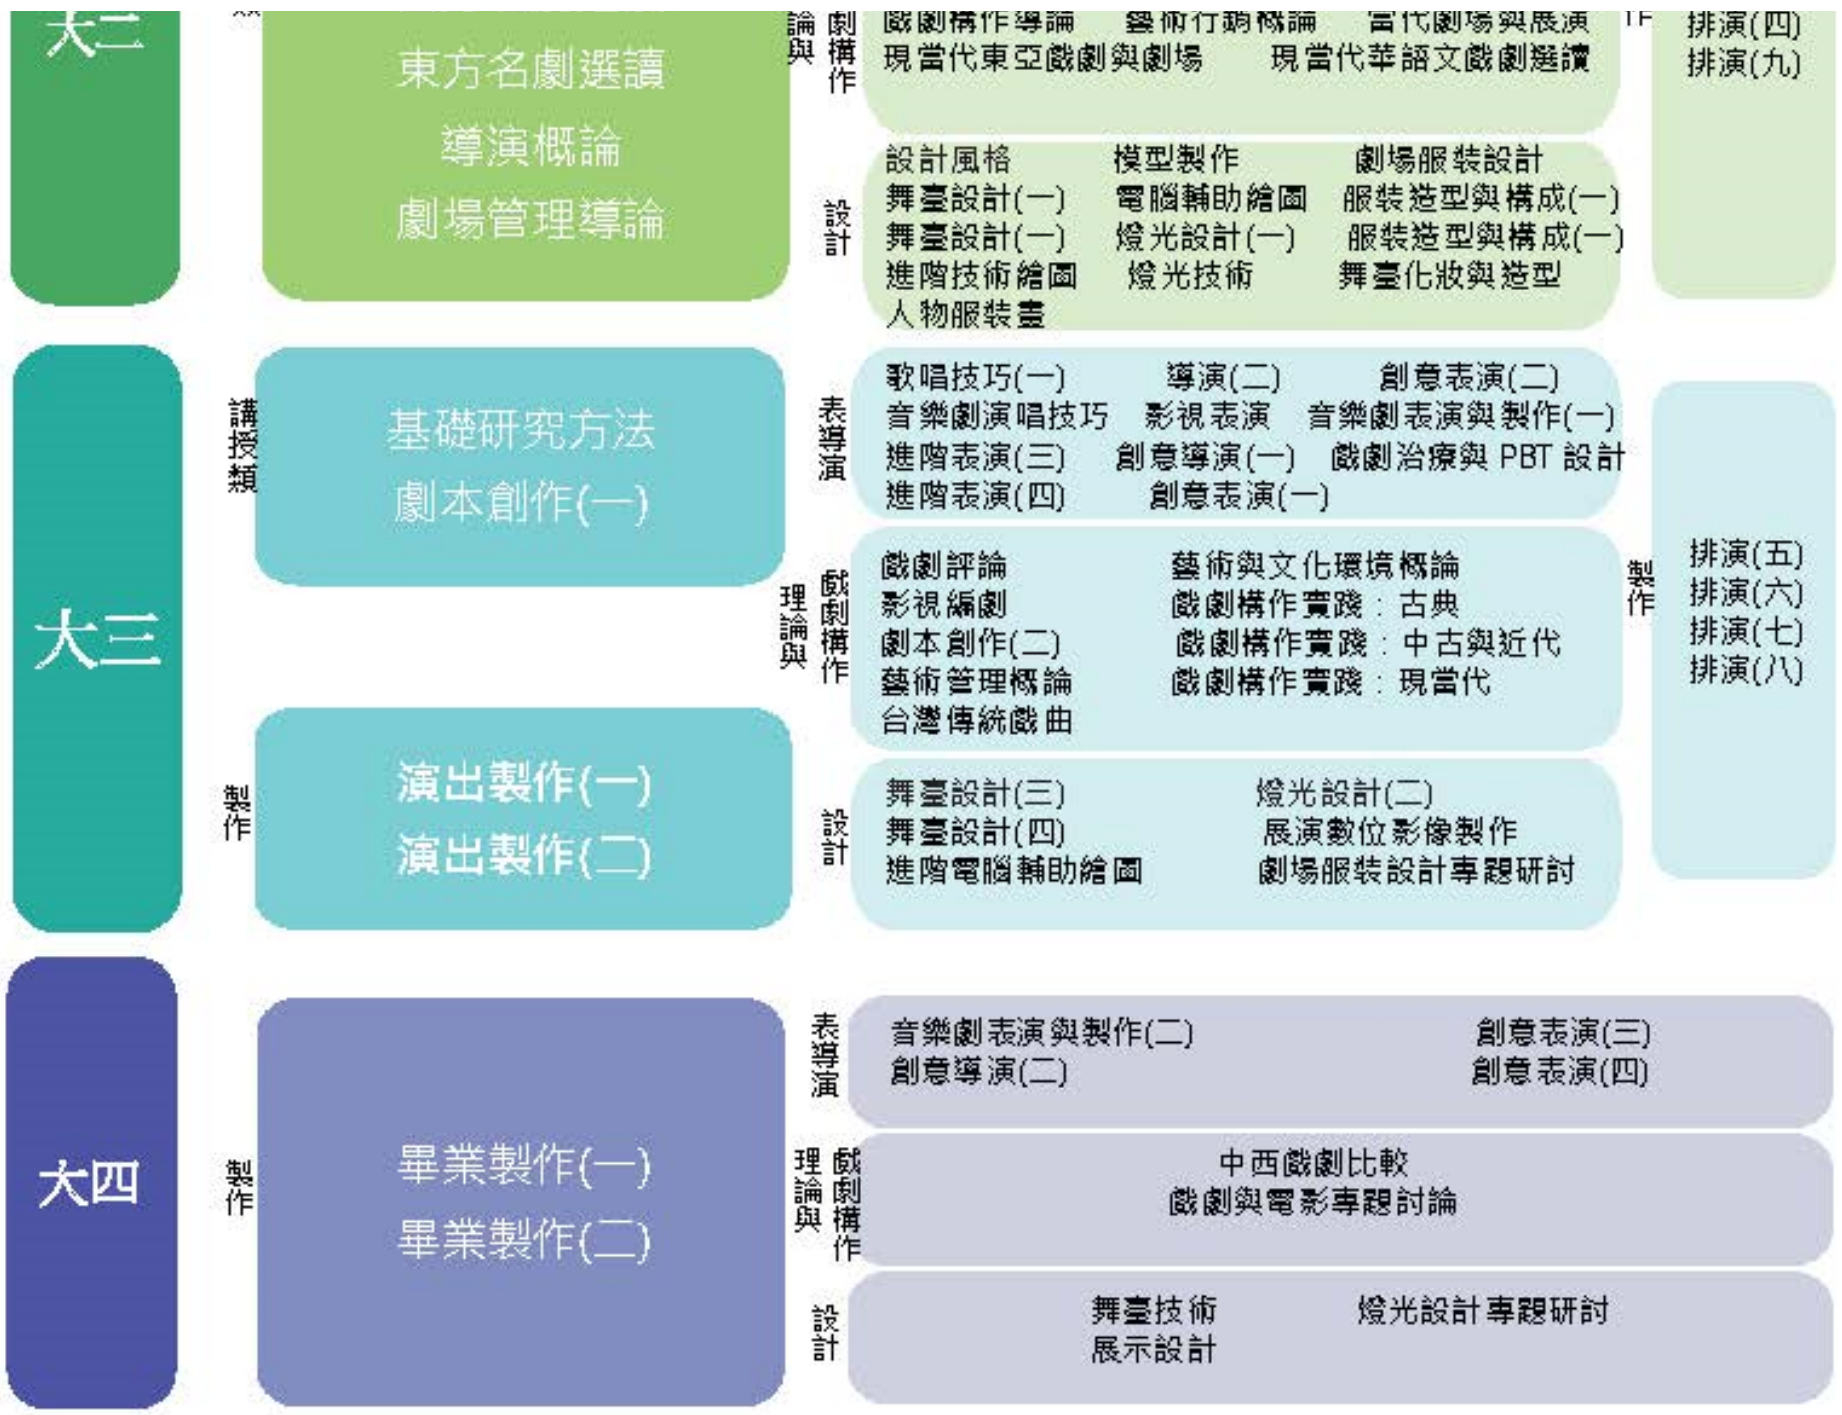 大二
東方名劇選讀
導演概論
劇場管理導論
論與
劇構作
戲劇構作導論 藝術行銷概論 當代劇場與展演
現當代東亞戲劇與劇場 現當代華語文戲劇選讀
設計
設計風格 模型製作 劇場服裝設計
舞臺設計(一) 電腦輔助繪圖 服裝造型與構成(一)
舞臺設計(一) 燈光設計(一) 服裝造型與構成(一)
進階技術繪圖 燈光技術 舞臺化妝與造型
人物服裝畫
作
排演(四)
排演(九)
大三
講授類
基礎研究方法
劇本創作(一)
製作
演出製作(一)
演出製作(二)
表導演
歌唱技巧(一) 導演(二) 創意表演(二)
音樂劇演唱技巧 影視表演 音樂劇表演與製作(一)
進階表演(三) 創意導演(一) 戲劇治療與 PBT 設計
進階表演(四) 創意表演(一)
理論與
戲劇構作
戲劇評論 藝術與文化環境概論
影視編劇 戲劇構作實踐：古典
劇本創作(二) 戲劇構作實踐：中古與近代
藝術管理概論 戲劇構作實踐：現當代
台灣傳統戲曲
設計
舞臺設計(三) 燈光設計(二)
舞臺設計(四) 展演數位影像製作
進階電腦輔助繪圖 劇場服裝設計專題研討
製作
排演(五)
排演(六)
排演(七)
排演(八)
大四
製作
畢業製作(一)
畢業製作(二)
表導演
音樂劇表演與製作(二) 創意表演(三)
創意導演(二) 創意表演(四)
理論與
戲劇構作
中西戲劇比較
戲劇與電影專題討論
設計
舞臺技術 燈光設計專題研討
展示設計